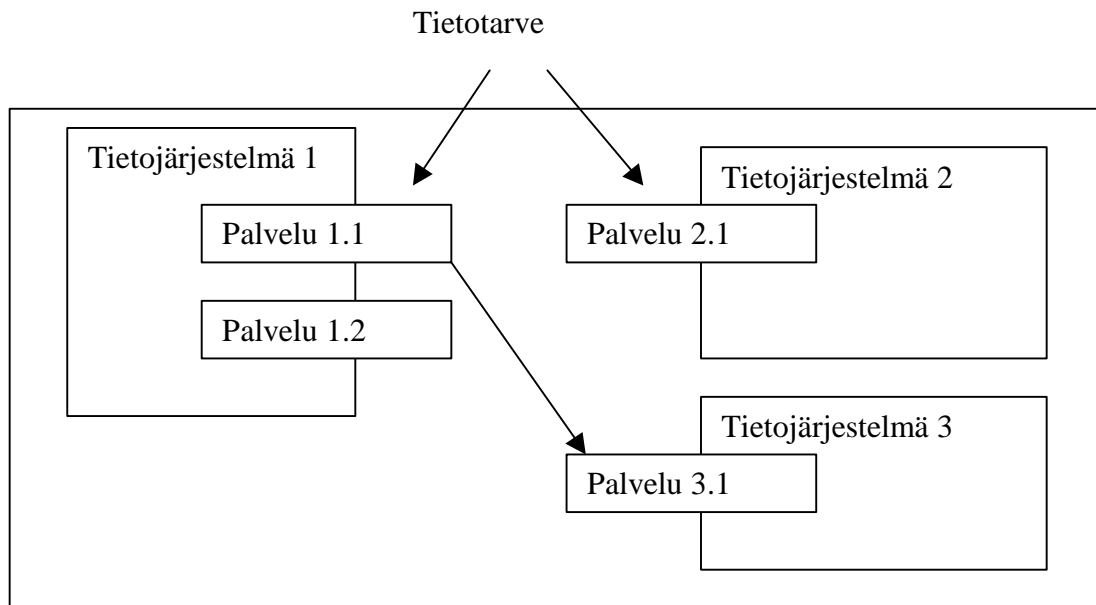 Tietotarve
Tietojärjestelmä 1
Palvelu 1.1
Palvelu 1.2
Palvelu 2.1
Tietojärjestelmä 2
Tietojärjestelmä 3
Palvelu 3.1